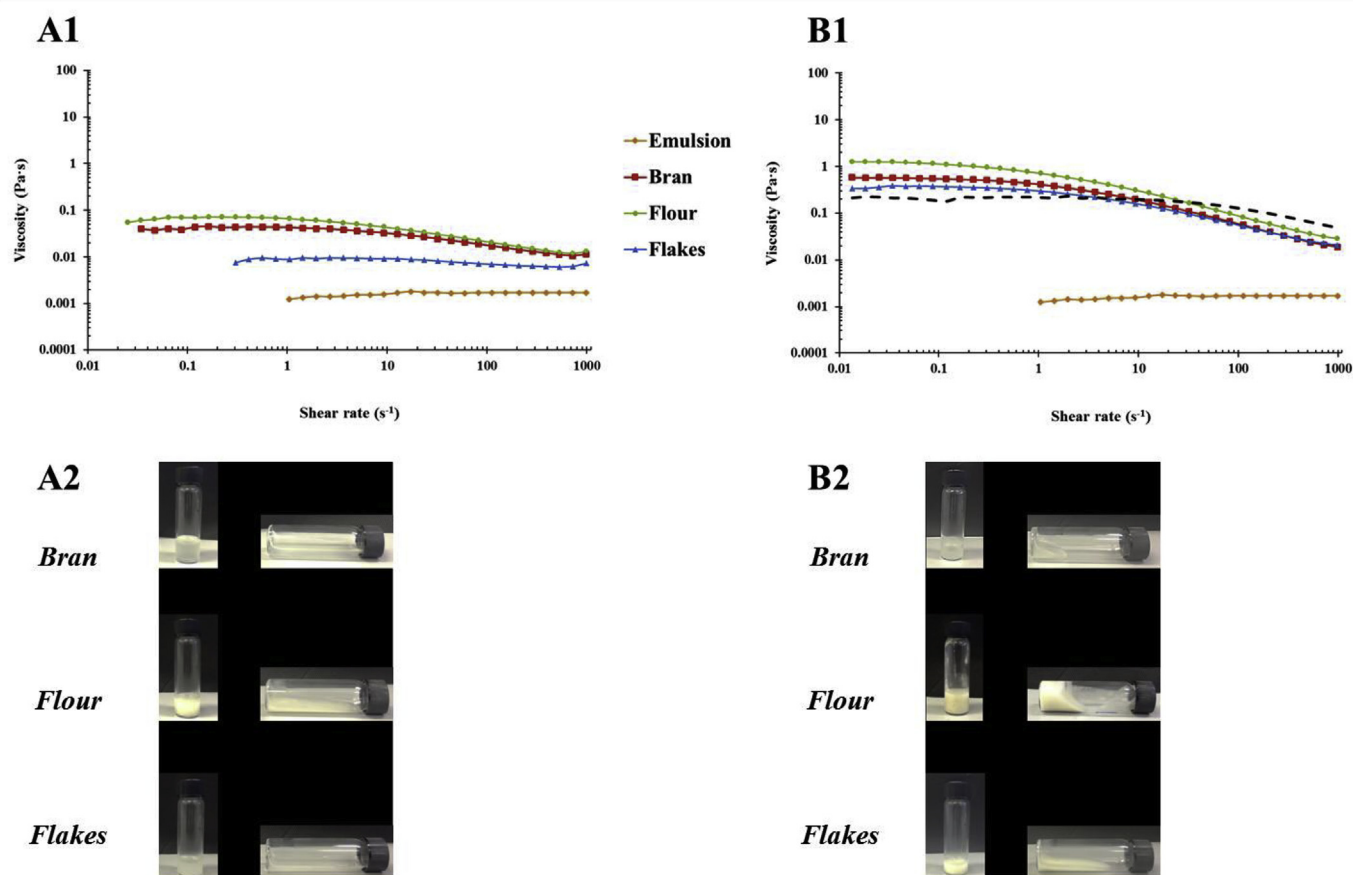 A1
B1
Viscosity (Pa·s)
100
10
1
0.1
0.01
0.001
0.0001
0.01
0.1
1
10
100
1000
Shear rate (s-1)
Emulsion
Bran
Flour
Flakes
Viscosity (Pa·s)
100
10
1
0.1
0.01
0.001
0.0001
0.01
0.1
1
10
100
1000
Shear rate (s-1)
A2
Bran
Flour
Flakes
B2
Bran
Flour
Flakes